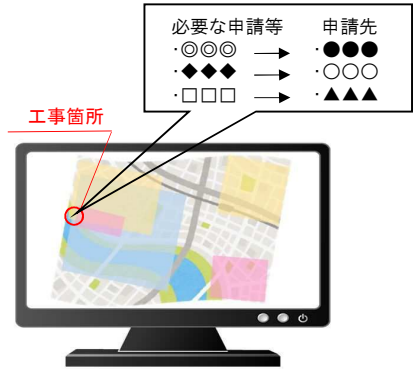 必要な申請等 申請先
・◎◎◎ → ・●●●
・◆◆◆ → ・○○○
・□□□ → ・▲▲▲
工事箇所